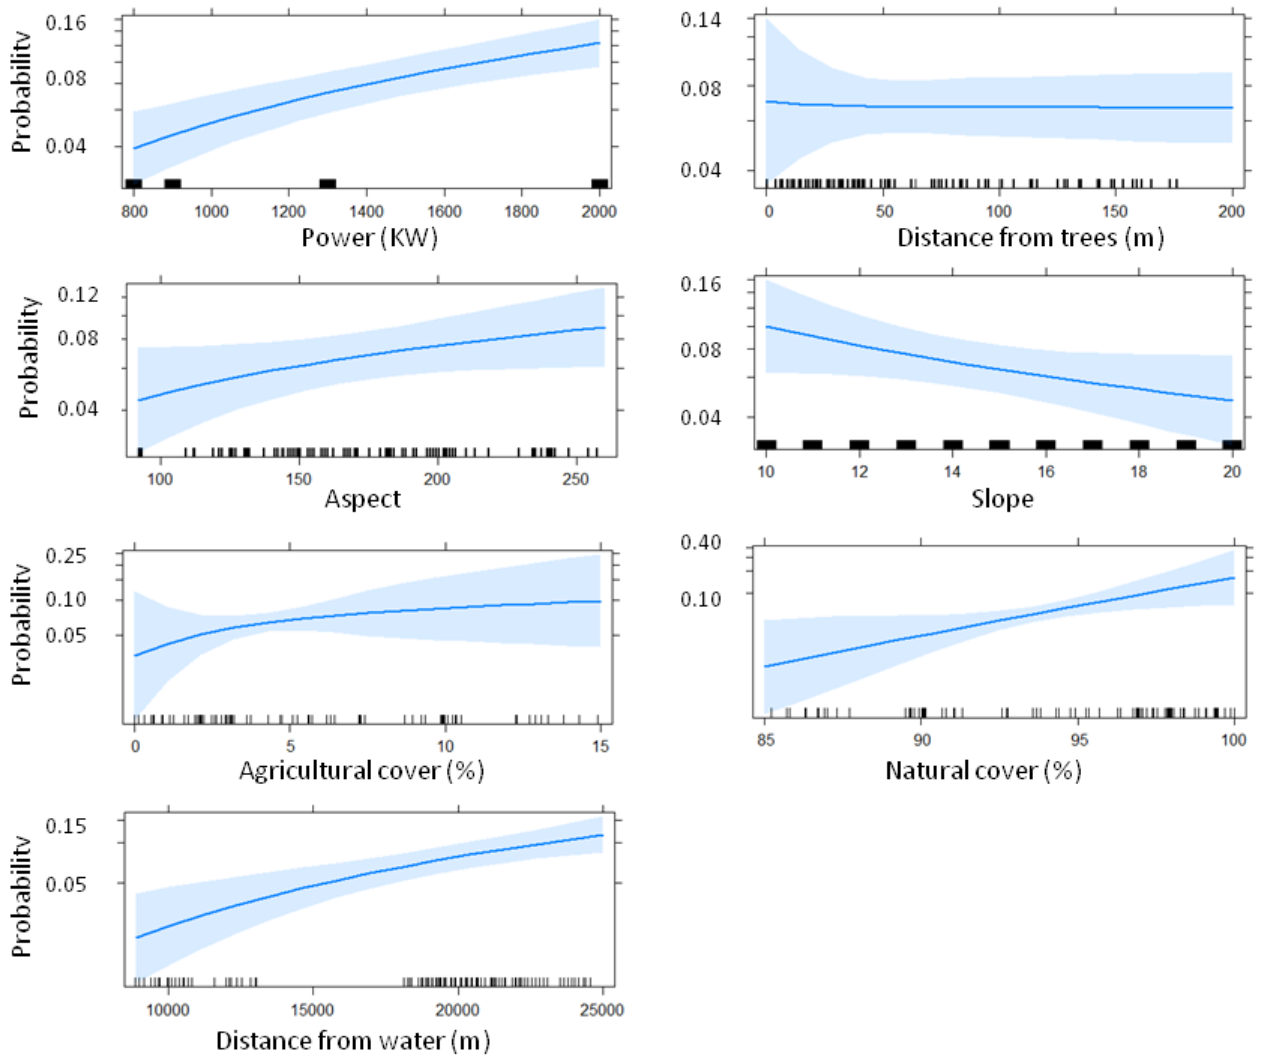 0.16
0.08
0.04
Probability
800 1000 1200 1400 1600 1800 2000
Power (KW)
0.14
0.08
0.04
0 50 100 150 200
Distance from trees (m)
0.12
0.08
0.04
Probability
100 150 200 250
Aspect
0.16
0.08
0.04
10 12 14 16 18 20
Slope
0.25
0.10
0.05
Probability
0 5 10 15
Agricultural cover (%)
0.40
0.10
85 90 95 100
Natural cover (%)
0.15
0.05
Probability
10000 15000 20000 25000
Distance from water (m)